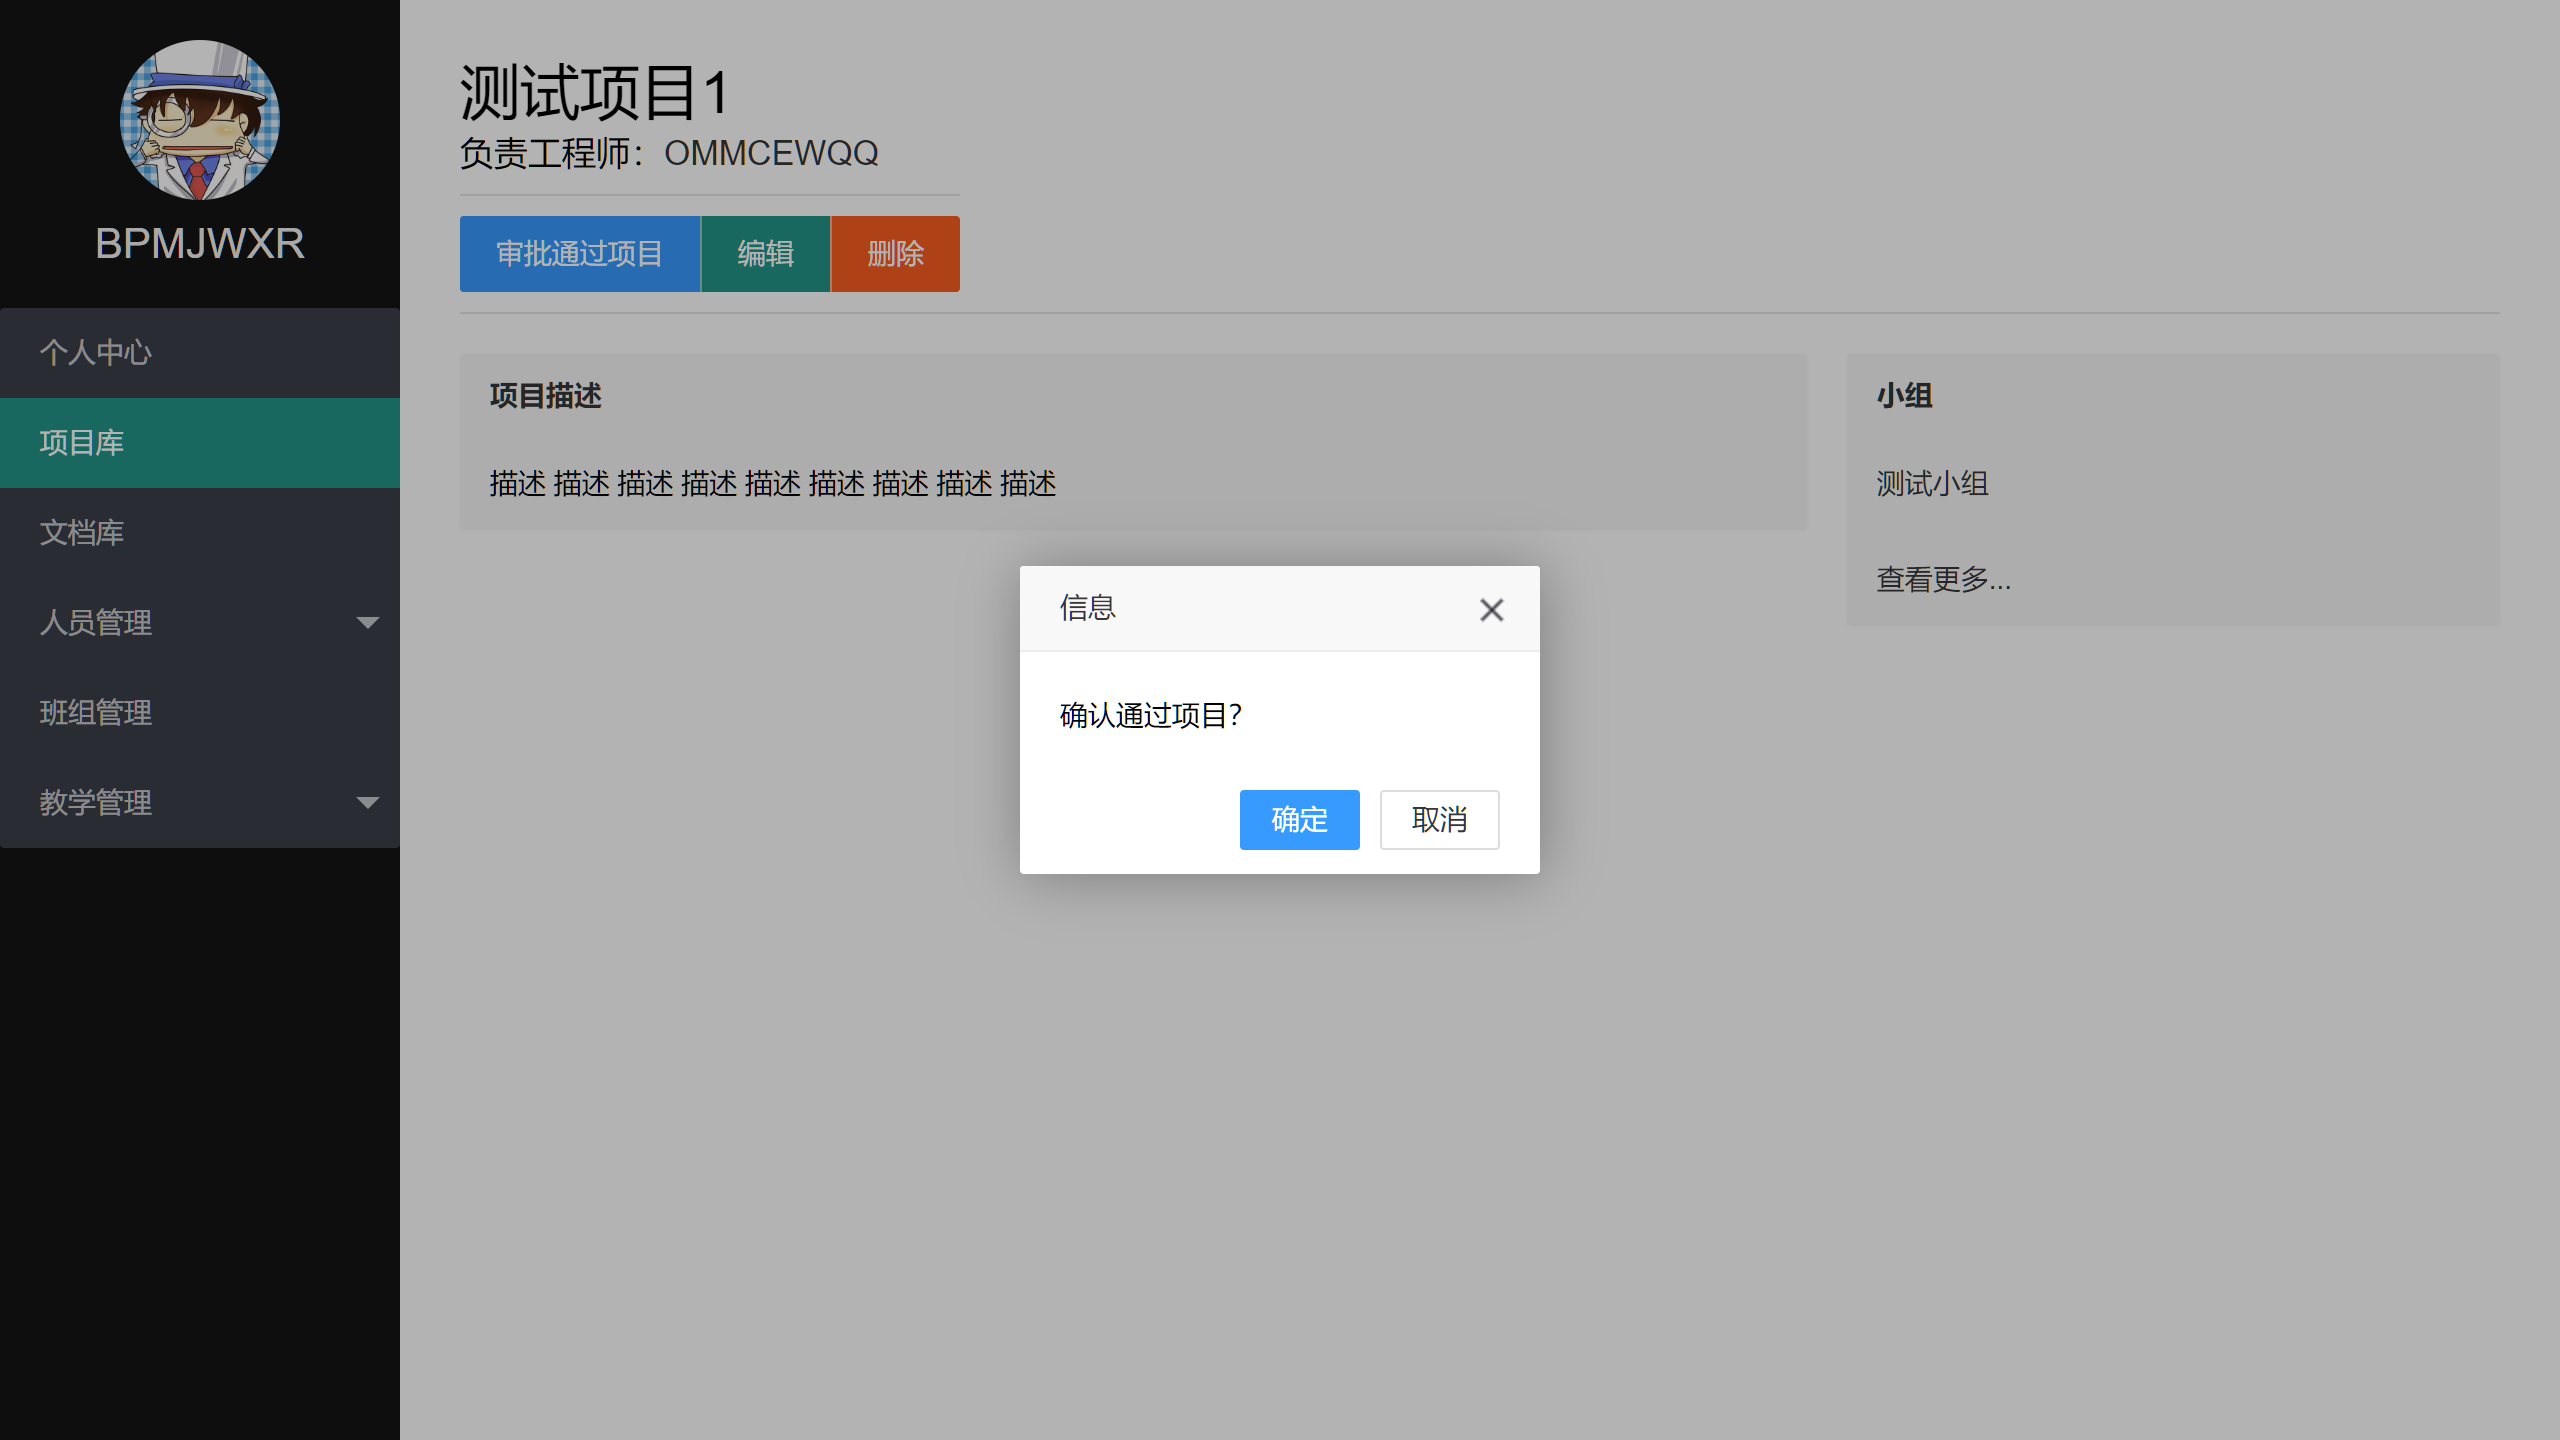 BPMJWXR
个人中心
项目库
文档库
人员管理
班组管理
教学管理
测试项目1
负责工程师：OMMCEWQQ
审批通过项目 编辑 删除
项目描述
描述 描述 描述 描述 描述 描述 描述 描述 描述
小组
测试小组
查看更多...
信息
确认通过项目？
确定 取消